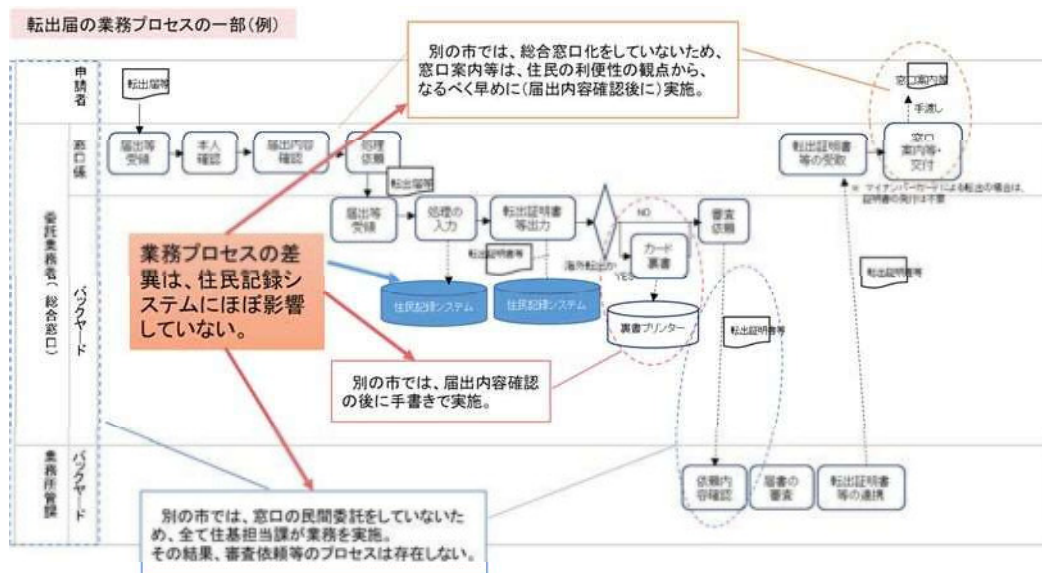 転出届の業務プロセスの一部(例)
別の市では、総合窓口化をしていないため、
窓口案内等は、住民の利便性の観点から、
なるべく早めに(届出内容確認後に)実施。
申請者
転出届等
窓口案内等
手渡し
委託業務者(総合窓口)
窓口係
届出等
受領
本人
確認
届出内容
確認
処理
依頼
転出届等
転出証明書
等の受取
窓口
案内等・
交付
※ マイナンバーカードによる転出の場合は、
証明書の発行は不要
バックヤード
届出等
受領
処理の
入力
転出証明書
等出力
NO
審査
依頼
カード
裏書
海外転出か
YES
転出証明書等
転出証明書等
住民記録システム
住民記録システム
裏書プリンター
転出証明書等
業務プロセスの差
異は、住民記録シ
ステムにほぼ影響
していない。
別の市では、届出内容確認
の後に手書きで実施。
業務所管課
バックヤード
依頼内
容確認
届書の
審査
転出証明書
等の連携
別の市では、窓口の民間委託をしていないた
め、全て住基担当課が業務を実施。
その結果、審査依頼等のプロセスは存在しない。